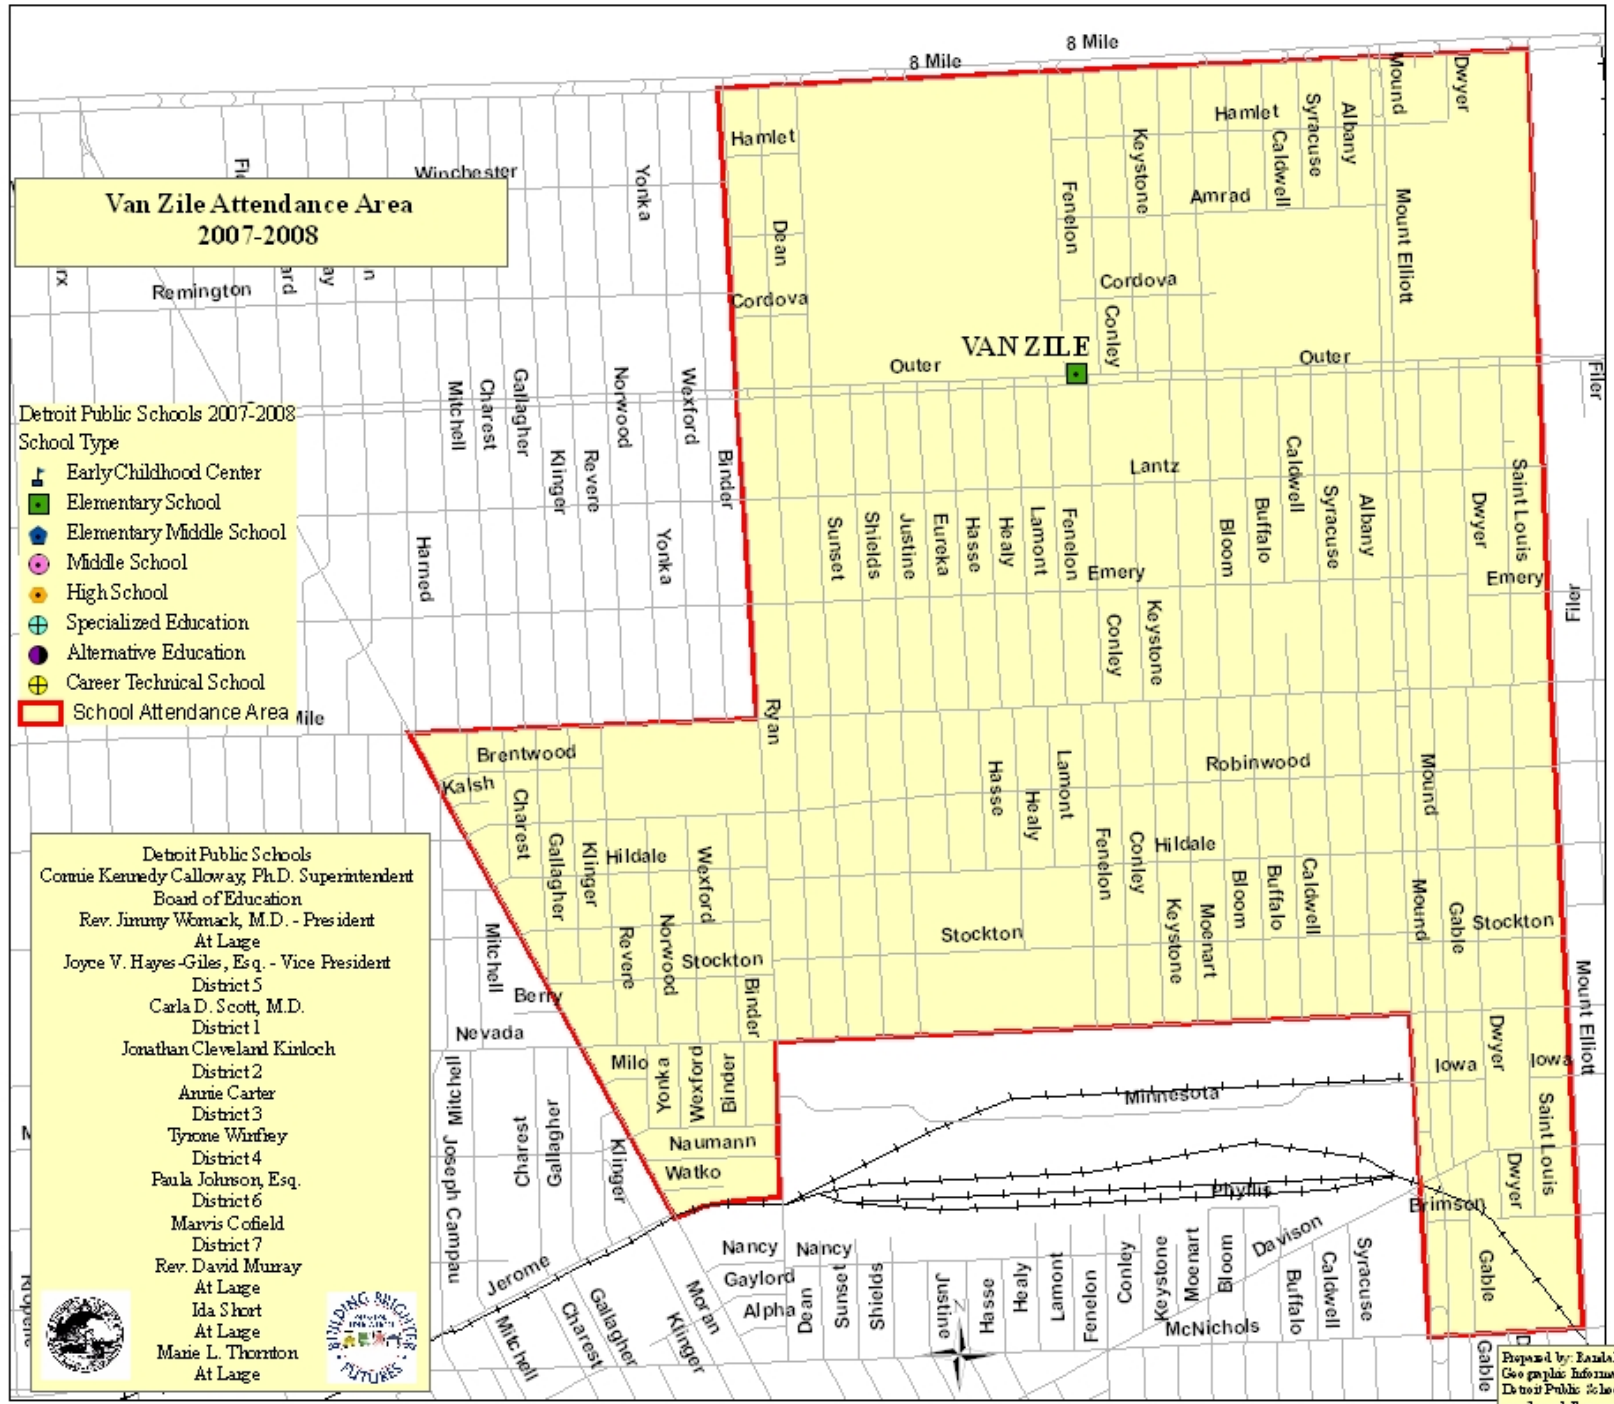 8 Mile
8 Mile
Mound
Dwyer
Hamlet
Hamlet
Syracuse
Albany
Keystone
Caldwell
Winchester
Yonka
Van Zile Attendance Area
2007-2008
Fenelon
Amrad
Mount Elliott
Dean
Remington
Cordova
Cordova
Conley
VAN ZILE
Outer
Outer
Filer
Mitchell
Charest
Gallagher
Klinger
Revere
Norwood
Wexford
Binder
Detroit Public Schools 2007-2008
School Type
Early Childhood Center
Elementary School
Elementary Middle School
Middle School
High School
Specialized Education
Alternative Education
Career Technical School
School Attendance Area
Mile
Lantz
Caldwell
Saint Louis
Harned
Yonka
Sunset
Shields
Justine
Eureka
Hasse
Healy
Lamont
Fenelon
Bloom
Buffalo
Syracuse
Albany
Dwyer
Emery
Emery
Filer
Conley
Keystone
Ryan
Brentwood
Kalsh
Charest
Gallagher
Klinger
Hildale
Wexford
Hasse
Healy
Lamont
Robinwood
Mound
Fenelon
Conley
Hildale
Keystone
Moenart
Bloom
Buffalo
Caldwell
Mound
Gable
Stockton
Stockton
Stockton
Mitchell
Revere
Norwood
Binder
Berry
Nevada
Mount Elliott
Detroit Public Schools
Connie Kennedy Calloway, Ph.D. Superintendent
Board of Education
Rev. Jimmy Womack, M.D. - President
At Large
Joyce V. Hayes-Giles, Esq. - Vice President
District 5
Carla D. Scott, M.D.
District 1
Jonathan Cleveland Kinloch
District 2
Annie Carter
District 3
Tyrone Winfrey
District 4
Paula Johnson, Esq.
District 6
Marvis Cofield
District 7
Rev. David Murray
At Large
Ida Short
At Large
Marie L. Thornton
At Large
BUILDING BRIGHTER
FUTURES
Milo
Yonka
Wexford
Binder
Naumann
Watko
Mitchell
Joseph Campau
Charest
Gallagher
Klinger
Minnesota
Iowa
Dwyer
Iowa
Saint Louis
Dwyer
Phyllis
Brimson
Gable
Davison
Nancy
Nancy
Gaylord
Alpha
Jerome
Mitchell
Charest
Gallagher
Klinger
Moran
Dean
Sunset
Shields
Justine
Hasse
Healy
Lamont
Fenelon
Conley
Keystone
Moenart
Bloom
Buffalo
Caldwell
Syracuse
McNichols
N
Gable
Prepared by:
Geographic
Detroit Public